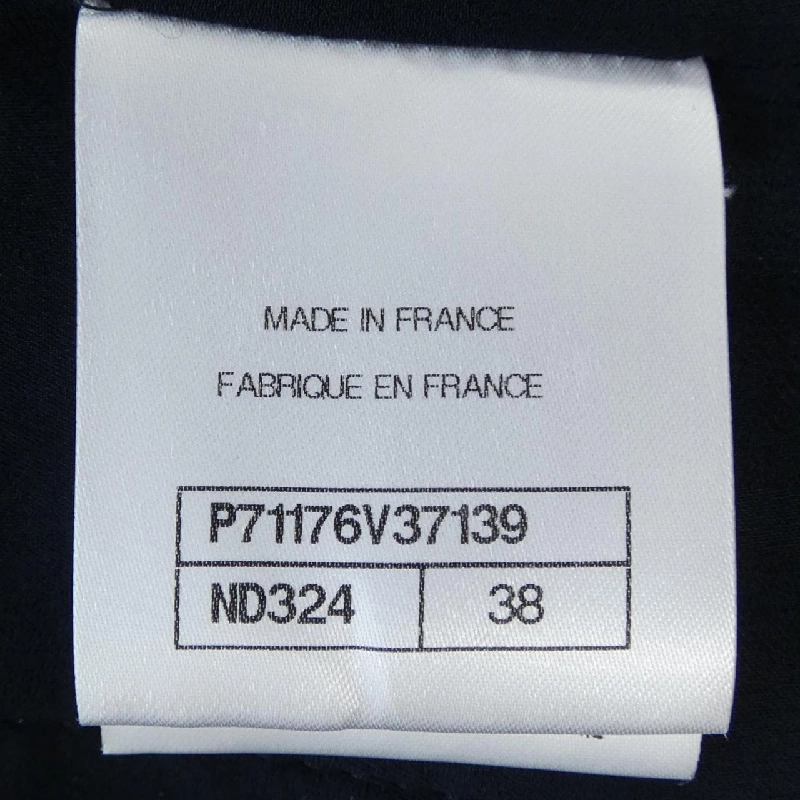 MADE IN FRANCE
FABRIQUE EN FRANCE
P71176V37139
ND324 38